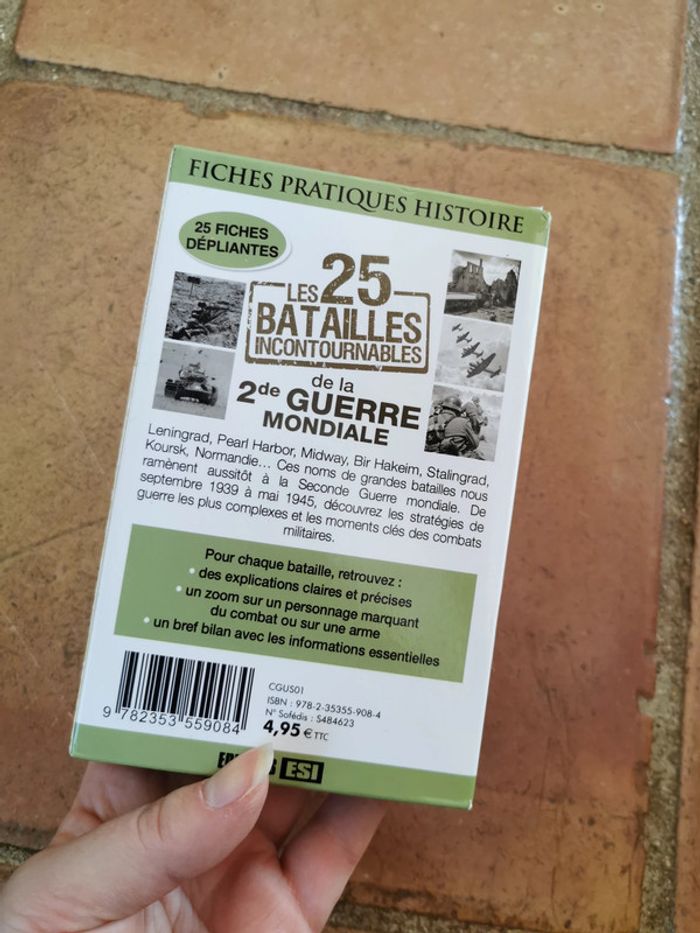 FICHES PRATIQUES HISTOIRE
25 FICHES
DÉPLIANTES
LES 25
BATAILLES
INCONTOURNABLES
de la
2de GUERRE
MONDIALE
Leningrad, Pearl Harbor, Midway, Bir Hakeim, Stalingrad,
Koursk, Normandie... Ces noms de grandes batailles nous
ramènent aussitôt à la Seconde Guerre mondiale. De
septembre 1939 à mai 1945, découvrez les stratégies de
guerre les plus complexes et les moments clés des combats
militaires.
Pour chaque bataille, retrouvez :
• des explications claires et précises
• un zoom sur un personnage marquant
du combat ou sur une arme
• un bref bilan avec les informations essentielles
CGUS01
ISBN : 978-2-35355-908-4
N° Sofédis : S484623
4,95 € TTC
9 782353 559084
ESI